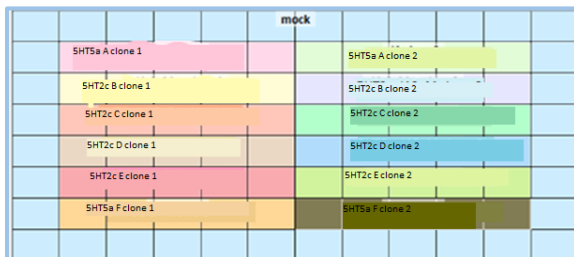 mock
5HT5a A clone 1
5HT5a A clone 2
5HT2c B clone 1
5HT2c B clone 2
5HT2c C clone 1
5HT2c C clone 2
5HT2c D clone 1
5HT2c D clone 2
5HT2c E clone 1
5HT2c E clone 2
5HT5a F clone 1
5HT5a F clone 2